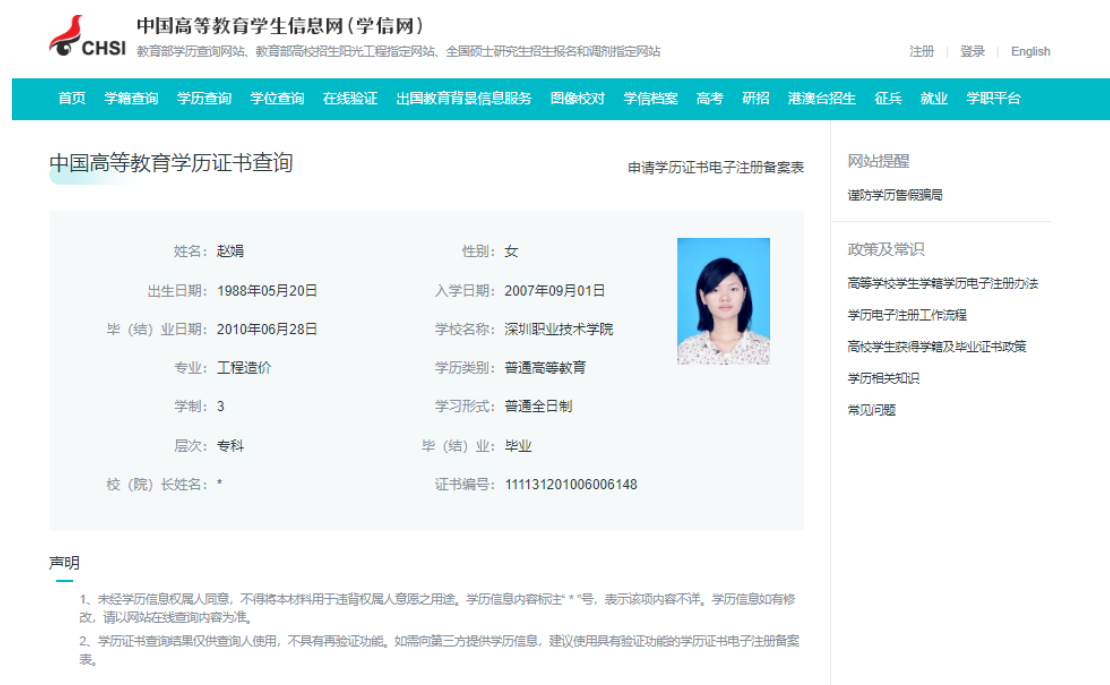 中国高等教育学生信息网(学信网)
CHSI 教育部学历查询网站、教育部高校招生阳光工程指定网站、全国硕士研究生招生报名和调剂指定网站
注册 | 登录 | English
首页 学籍查询 学历查询 学位查询 在线验证 出国教育背景信息服务 图像校对 学信档案 高考 研招 港澳台招生 征兵 就业 学职平台
中国高等教育学历证书查询
申请学历证书电子注册备案表
姓名：赵娟 性别：女
出生日期：1988年05月20日 入学日期：2007年09月01日
毕（结）业日期：2010年06月28日 学校名称：深圳职业技术学院
专业：工程造价 学历类别：普通高等教育
学制：3 学习形式：普通全日制
层次：专科 毕（结）业：毕业
校（院）长姓名：* 证书编号：111131201006006148
声明
1、未经学历信息权属人同意，不得将本材料用于违背权属人意愿之用途。学历信息内容标注“*”号，表示该项内容不详。学历信息如有修
改，请以网站在线查询内容为准。
2、学历证书查询结果仅供查询人使用，不具有再验证功能。如需向第三方提供学历信息，建议使用具有验证功能的学历证书电子注册备案
表。
网站提醒
谨防学历售假骗局
政策及常识
高等学校学生学籍学历电子注册办法
学历电子注册工作流程
高校学生获得学籍及毕业证书政策
学历相关知识
常见问题